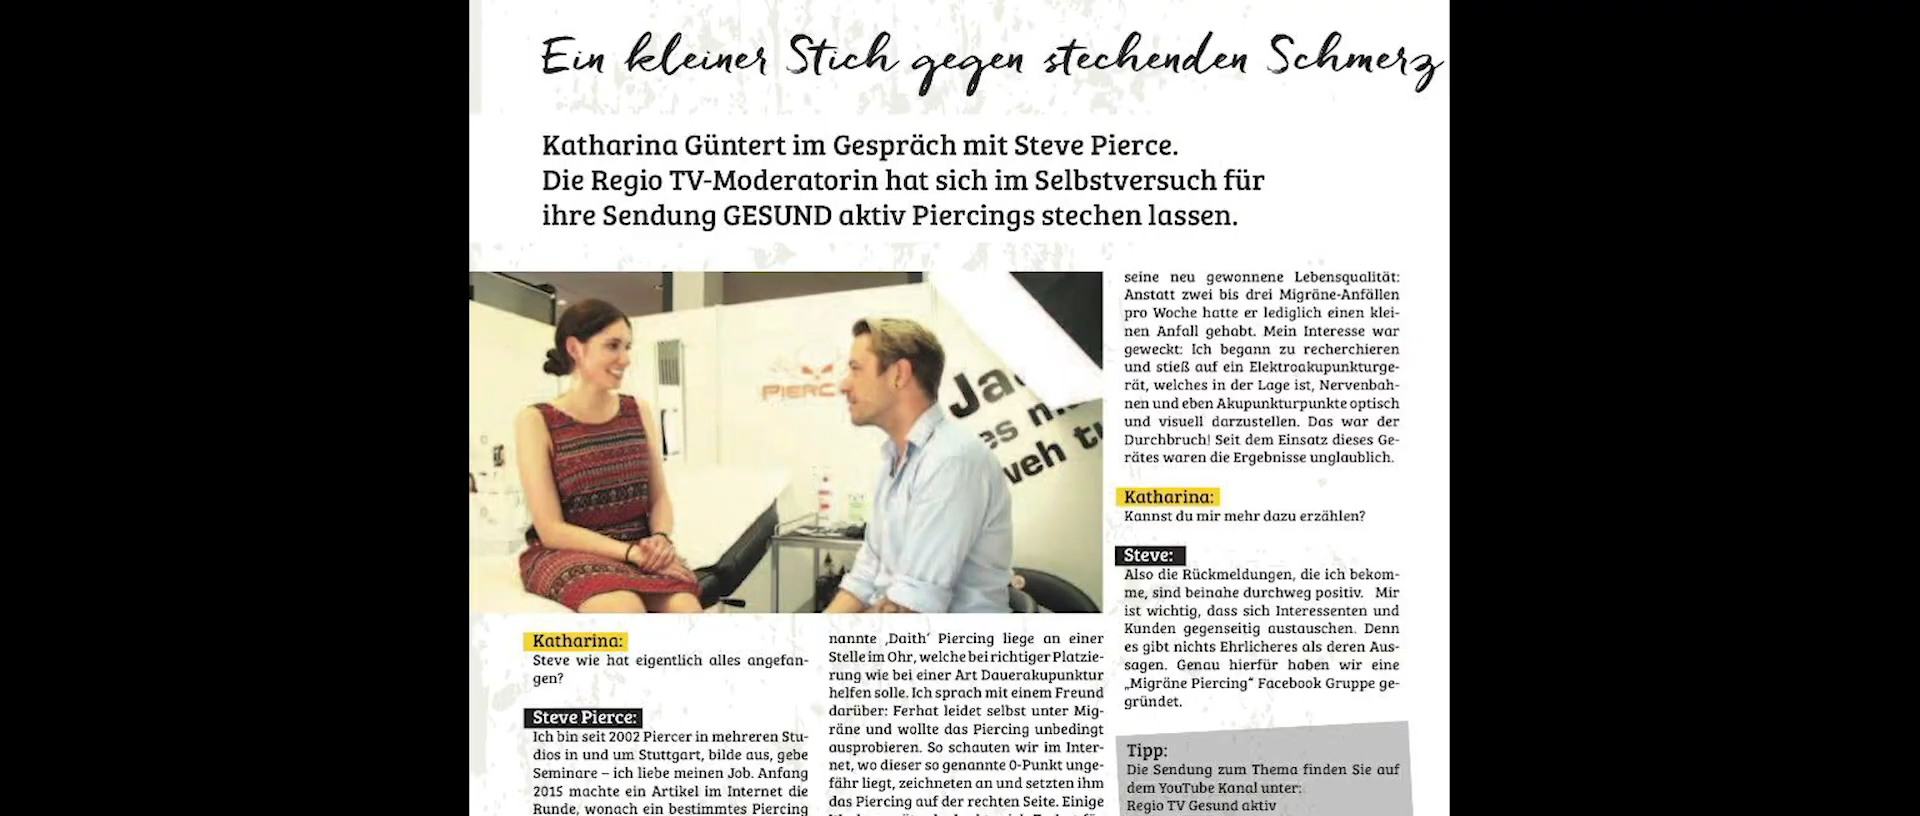 Ein kleiner Stich gegen stechenden Schmerz
Katharina Güntert im Gespräch mit Steve Pierce.
Die Regio TV-Moderatorin hat sich im Selbstversuch für
ihre Sendung GESUND aktiv Piercings stechen lassen.
PIERC
Ja
es n
weh tu
Katharina:
Steve wie hat eigentlich alles angefan-
gen?
Steve Pierce:
Ich bin seit 2002 Piercer in mehreren Stu-
dios in und um Stuttgart, bilde aus, gebe
Seminare – ich liebe meinen Job. Anfang
2015 machte ein Artikel im Internet die
Runde, wonach ein bestimmtes Piercing
nannte ‚Daith‘ Piercing liege an einer
Stelle im Ohr, welche bei richtiger Platzie-
rung wie bei einer Art Dauerakupunktur
helfen solle. Ich sprach mit einem Freund
darüber: Ferhat leidet selbst unter Mig-
räne und wollte das Piercing unbedingt
ausprobieren. So schauten wir im Inter-
net, wo dieser so genannte 0-Punkt unge-
fähr liegt, zeichneten an und setzten ihm
das Piercing auf der rechten Seite. Einige
seine neu gewonnene Lebensqualität:
Anstatt zwei bis drei Migräne-Anfällen
pro Woche hatte er lediglich einen klei-
nen Anfall gehabt. Mein Interesse war
geweckt: Ich begann zu recherchieren
und stieß auf ein Elektroakupunkturge-
rät, welches in der Lage ist, Nervenbah-
nen und eben Akupunkturpunkte optisch
und visuell darzustellen. Das war der
Durchbruch! Seit dem Einsatz dieses Ge-
rätes waren die Ergebnisse unglaublich.
Katharina:
Kannst du mir mehr dazu erzählen?
Steve:
Also die Rückmeldungen, die ich bekom-
me, sind beinahe durchweg positiv. Mir
ist wichtig, dass sich Interessenten und
Kunden gegenseitig austauschen. Denn
es gibt nichts Ehrlicheres als deren Aus-
sagen. Genau hierfür haben wir eine
„Migräne Piercing“ Facebook Gruppe ge-
gründet.
Tipp:
Die Sendung zum Thema finden Sie auf
dem YouTube Kanal unter:
Regio TV Gesund aktiv